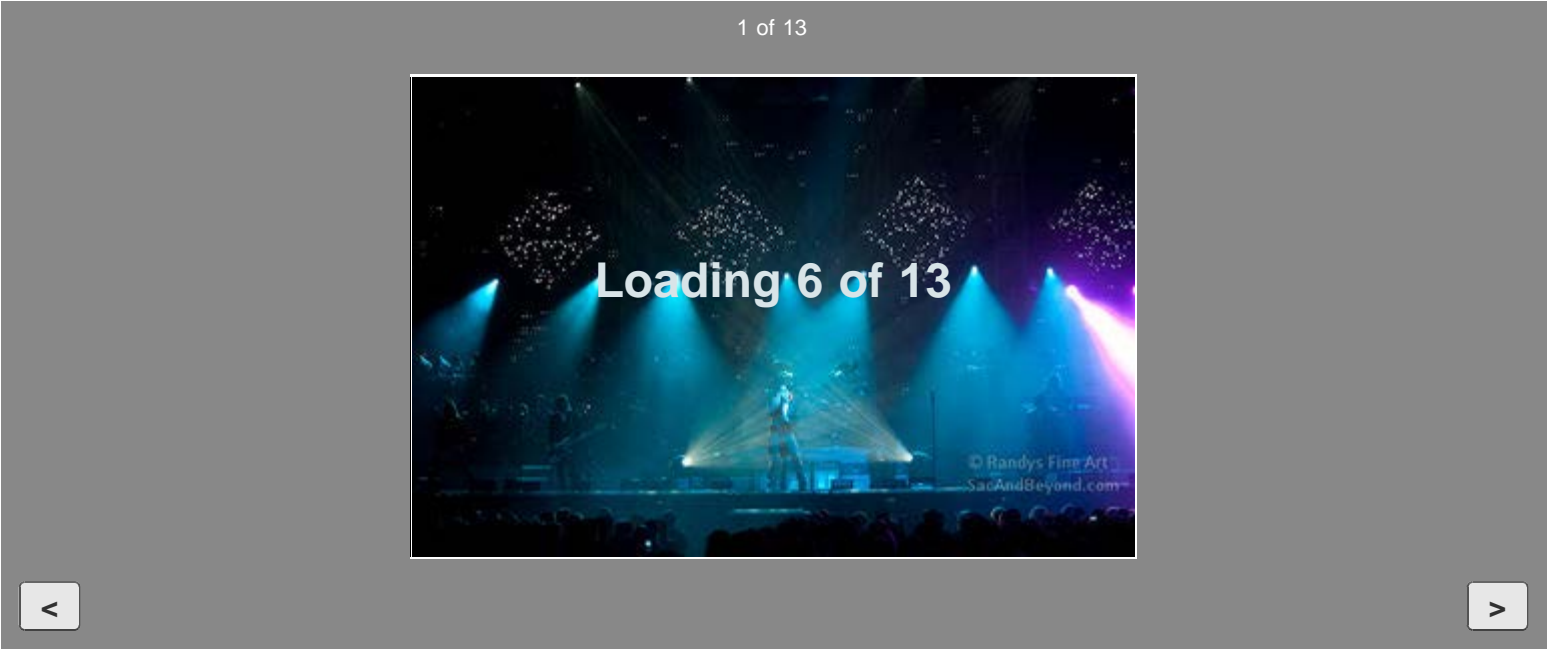 1 of 13
Loading 6 of 13
© Randys Fine Art
SacAndBeyond.com
<
>